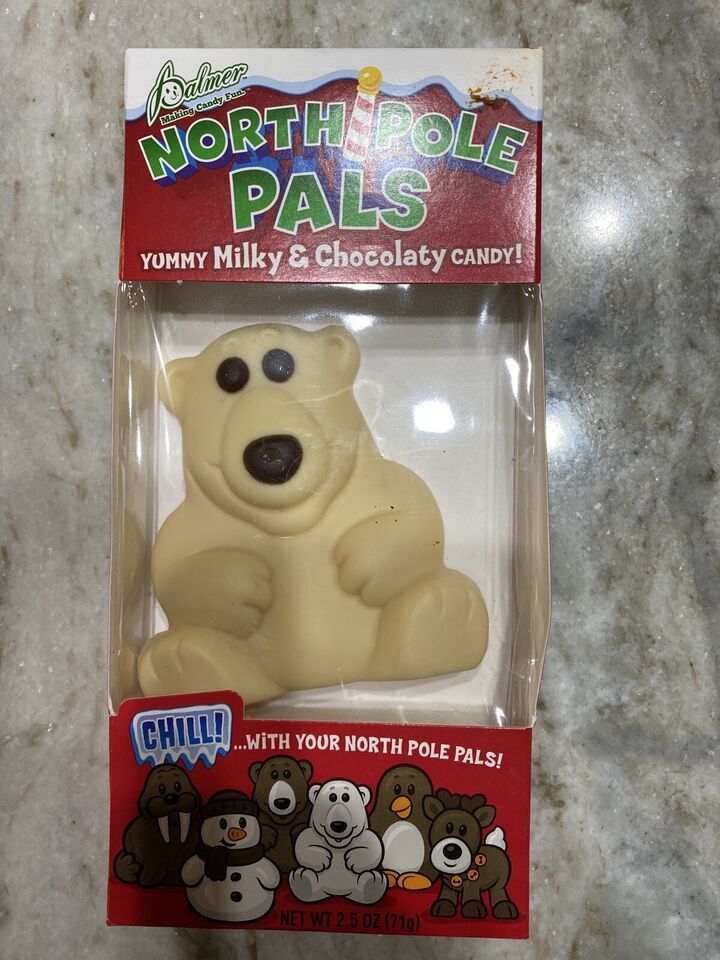 Palmer
Making Candy Fun.™
NORTH POLE
PALS
YUMMY Milky & Chocolaty CANDY!
CHILL!
...WITH YOUR NORTH POLE PALS!
NET WT 2.5 OZ (71g)